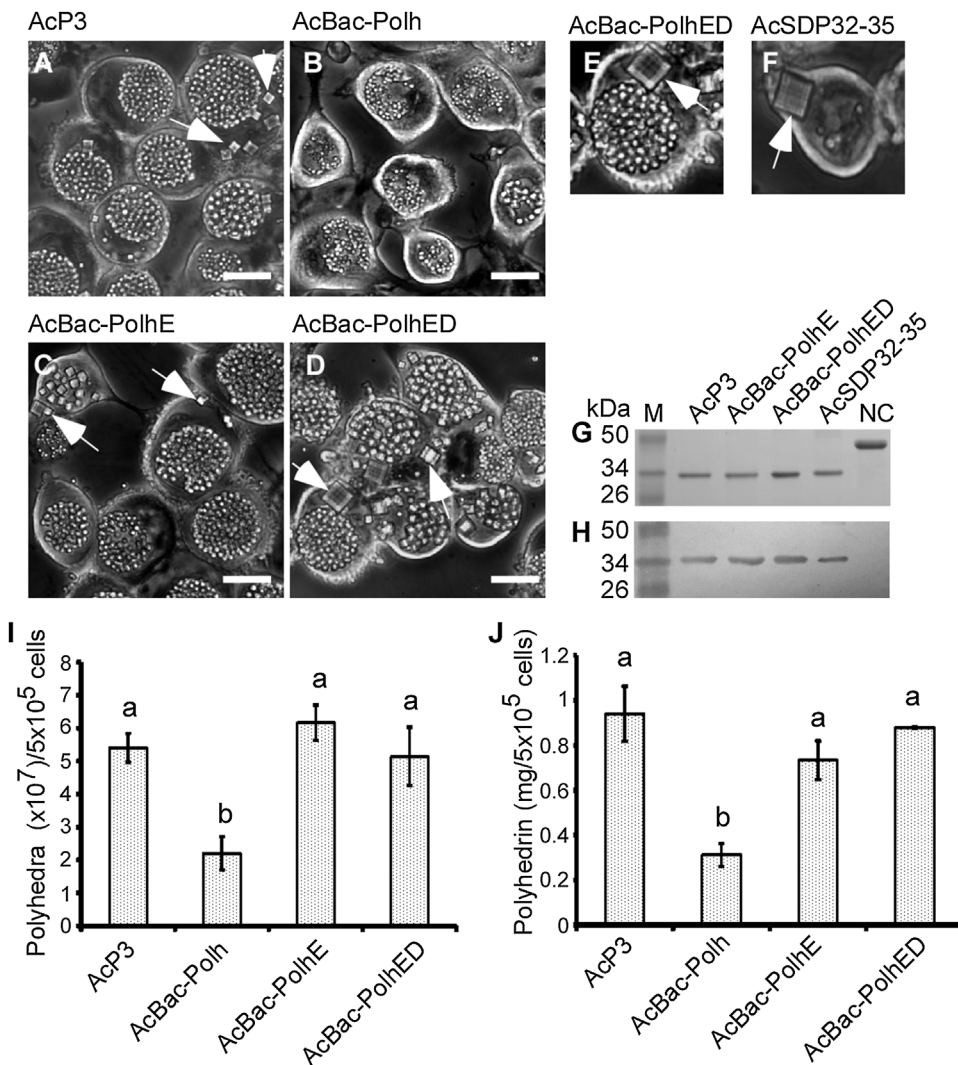 AcP3
AcBac-Polh
AcBac-PolhED
AcSDP32-35
A
B
E
F
AcBac-PolhE
AcBac-PolhED
C
D
kDa
M
AcP3
AcBac-PolhE
AcBac-PolhED
AcSDP32-35
NC
G
50
34
26
H
50
34
26
I
Polyhedra (x10⁷)/5x10⁵ cells
8
7
6
5
4
3
2
1
0
a
b
a
a
AcP3
AcBac-Polh
AcBac-PolhE
AcBac-PolhED
J
Polyhedrin (mg/5x10⁵ cells)
1.2
1
0.8
0.6
0.4
0.2
0
a
b
a
a
AcP3
AcBac-Polh
AcBac-PolhE
AcBac-PolhED